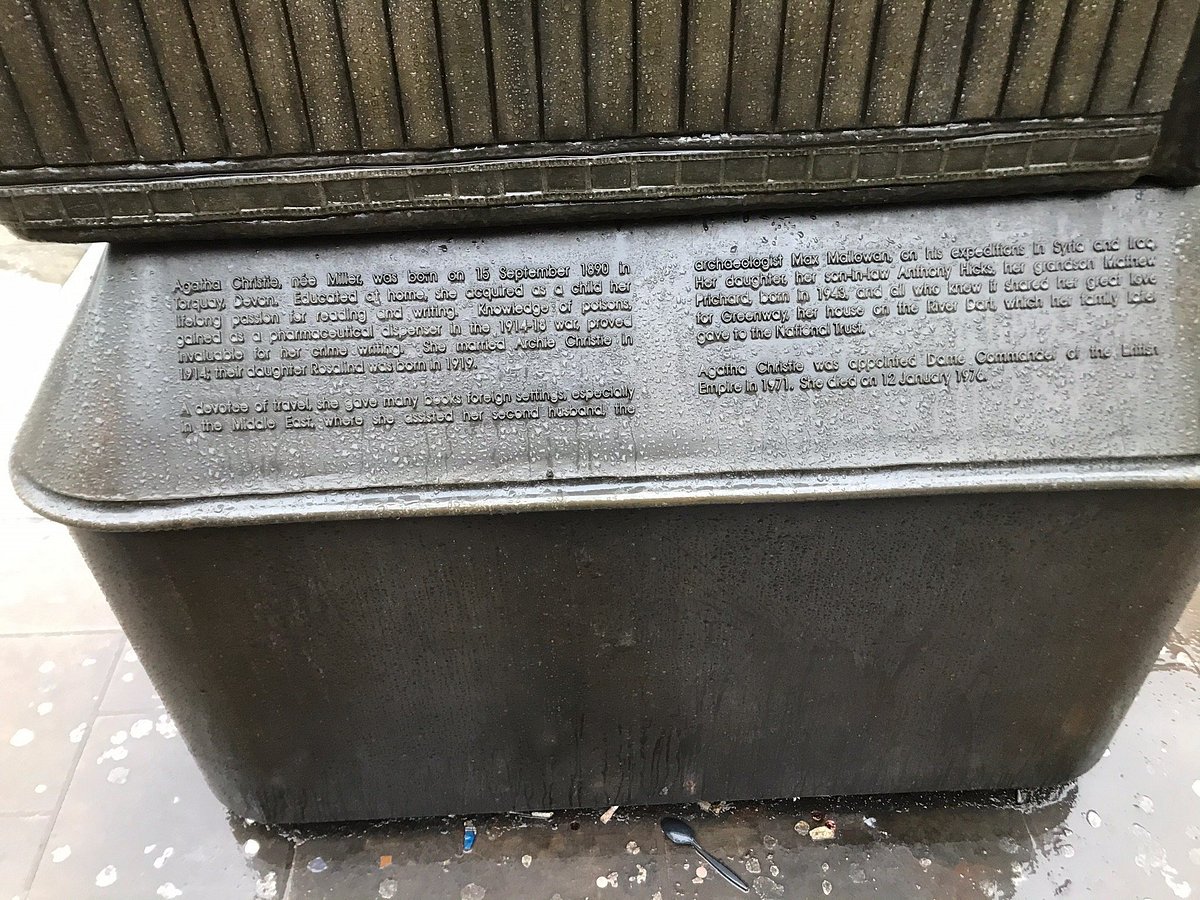 Agatha Christie, née Miller, was born on 15 September 1890 in
Torquay, Devon. Educated at home, she acquired as a child her
lifelong passion for reading and writing. Knowledge of poisons,
gained as a pharmaceutical dispenser in the 1914-18 war, proved
invaluable for her crime writing. She married Archie Christie in
1914; their daughter Rosalind was born in 1919.
A devotee of travel, she gave many books foreign settings, especially
in the Middle East, where she assisted her second husband, the
archaeologist Max Mallowan, on his expeditions in Syria and Iraq.
Her daughter, her son-in-law Anthony Hicks, her grandson Mathew
Prichard, born in 1943, and all who knew it shared her great love
for Greenway, her house on the River Dart, which her family later
gave to the National Trust.
Agatha Christie was appointed Dame Commander of the British
Empire in 1971. She died on 12 January 1976.